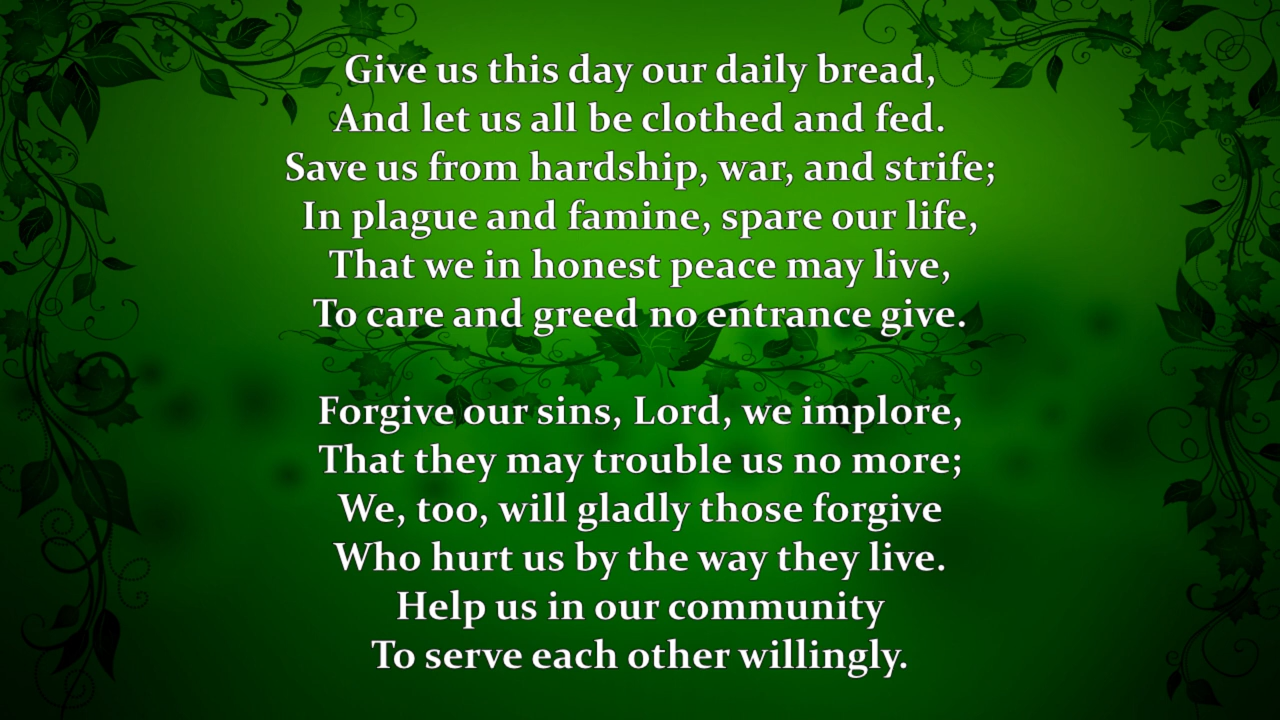 Give us this day our daily bread,
And let us all be clothed and fed.
Save us from hardship, war, and strife;
In plague and famine, spare our life,
That we in honest peace may live,
To care and greed no entrance give.
Forgive our sins, Lord, we implore,
That they may trouble us no more;
We, too, will gladly those forgive
Who hurt us by the way they live.
Help us in our community
To serve each other willingly.